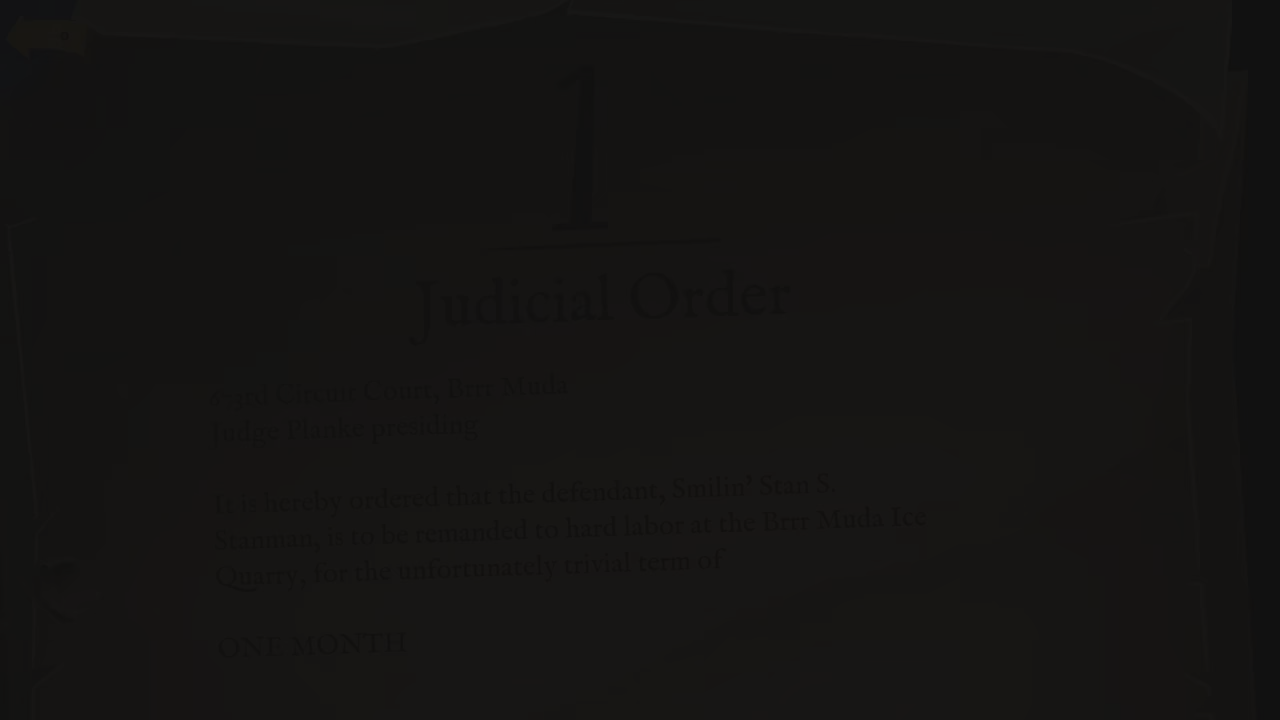 1
Judicial Order
63rd Circuit Court, Brrr Muda
Judge Planke presiding
It is hereby ordered that the defendant, Smilin' Stan S.
Stanman, is to be remanded to hard labor at the Brrr Muda Ice
Quarry, for the unfortunately trivial term of
ONE MONTH